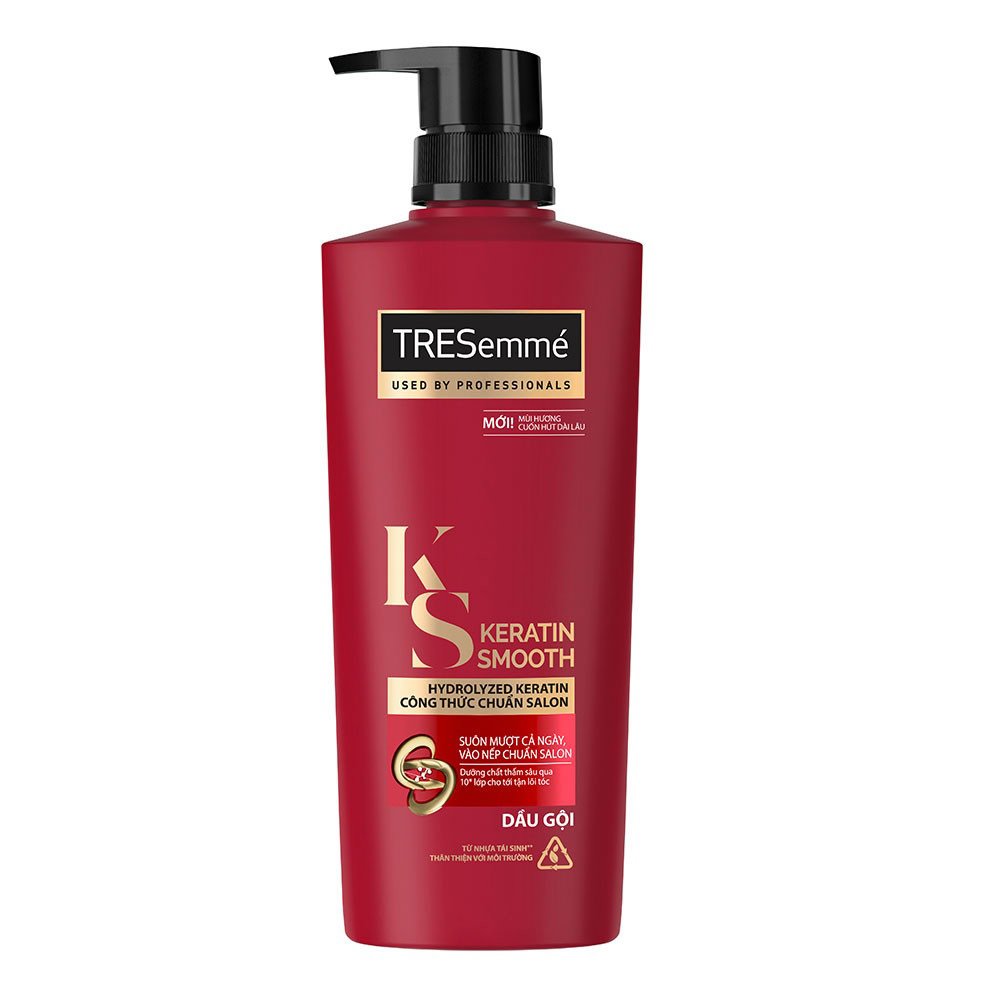 TRESemmé
USED BY PROFESSIONALS
MỚI! MÙI HƯƠNG
CUỐN HÚT DÀI LÂU
KS
KERATIN
SMOOTH
HYDROLYZED KERATIN
CÔNG THỨC CHUẨN SALON
SUÔN MƯỢT CẢ NGÀY,
VÀO NẾP CHUẨN SALON
Dưỡng chất thấm sâu qua
10* lớp cho tới tận lõi tóc
DẦU GỘI
TỪ NHỰA TÁI SINH**
THÂN THIỆN VỚI MÔI TRƯỜNG